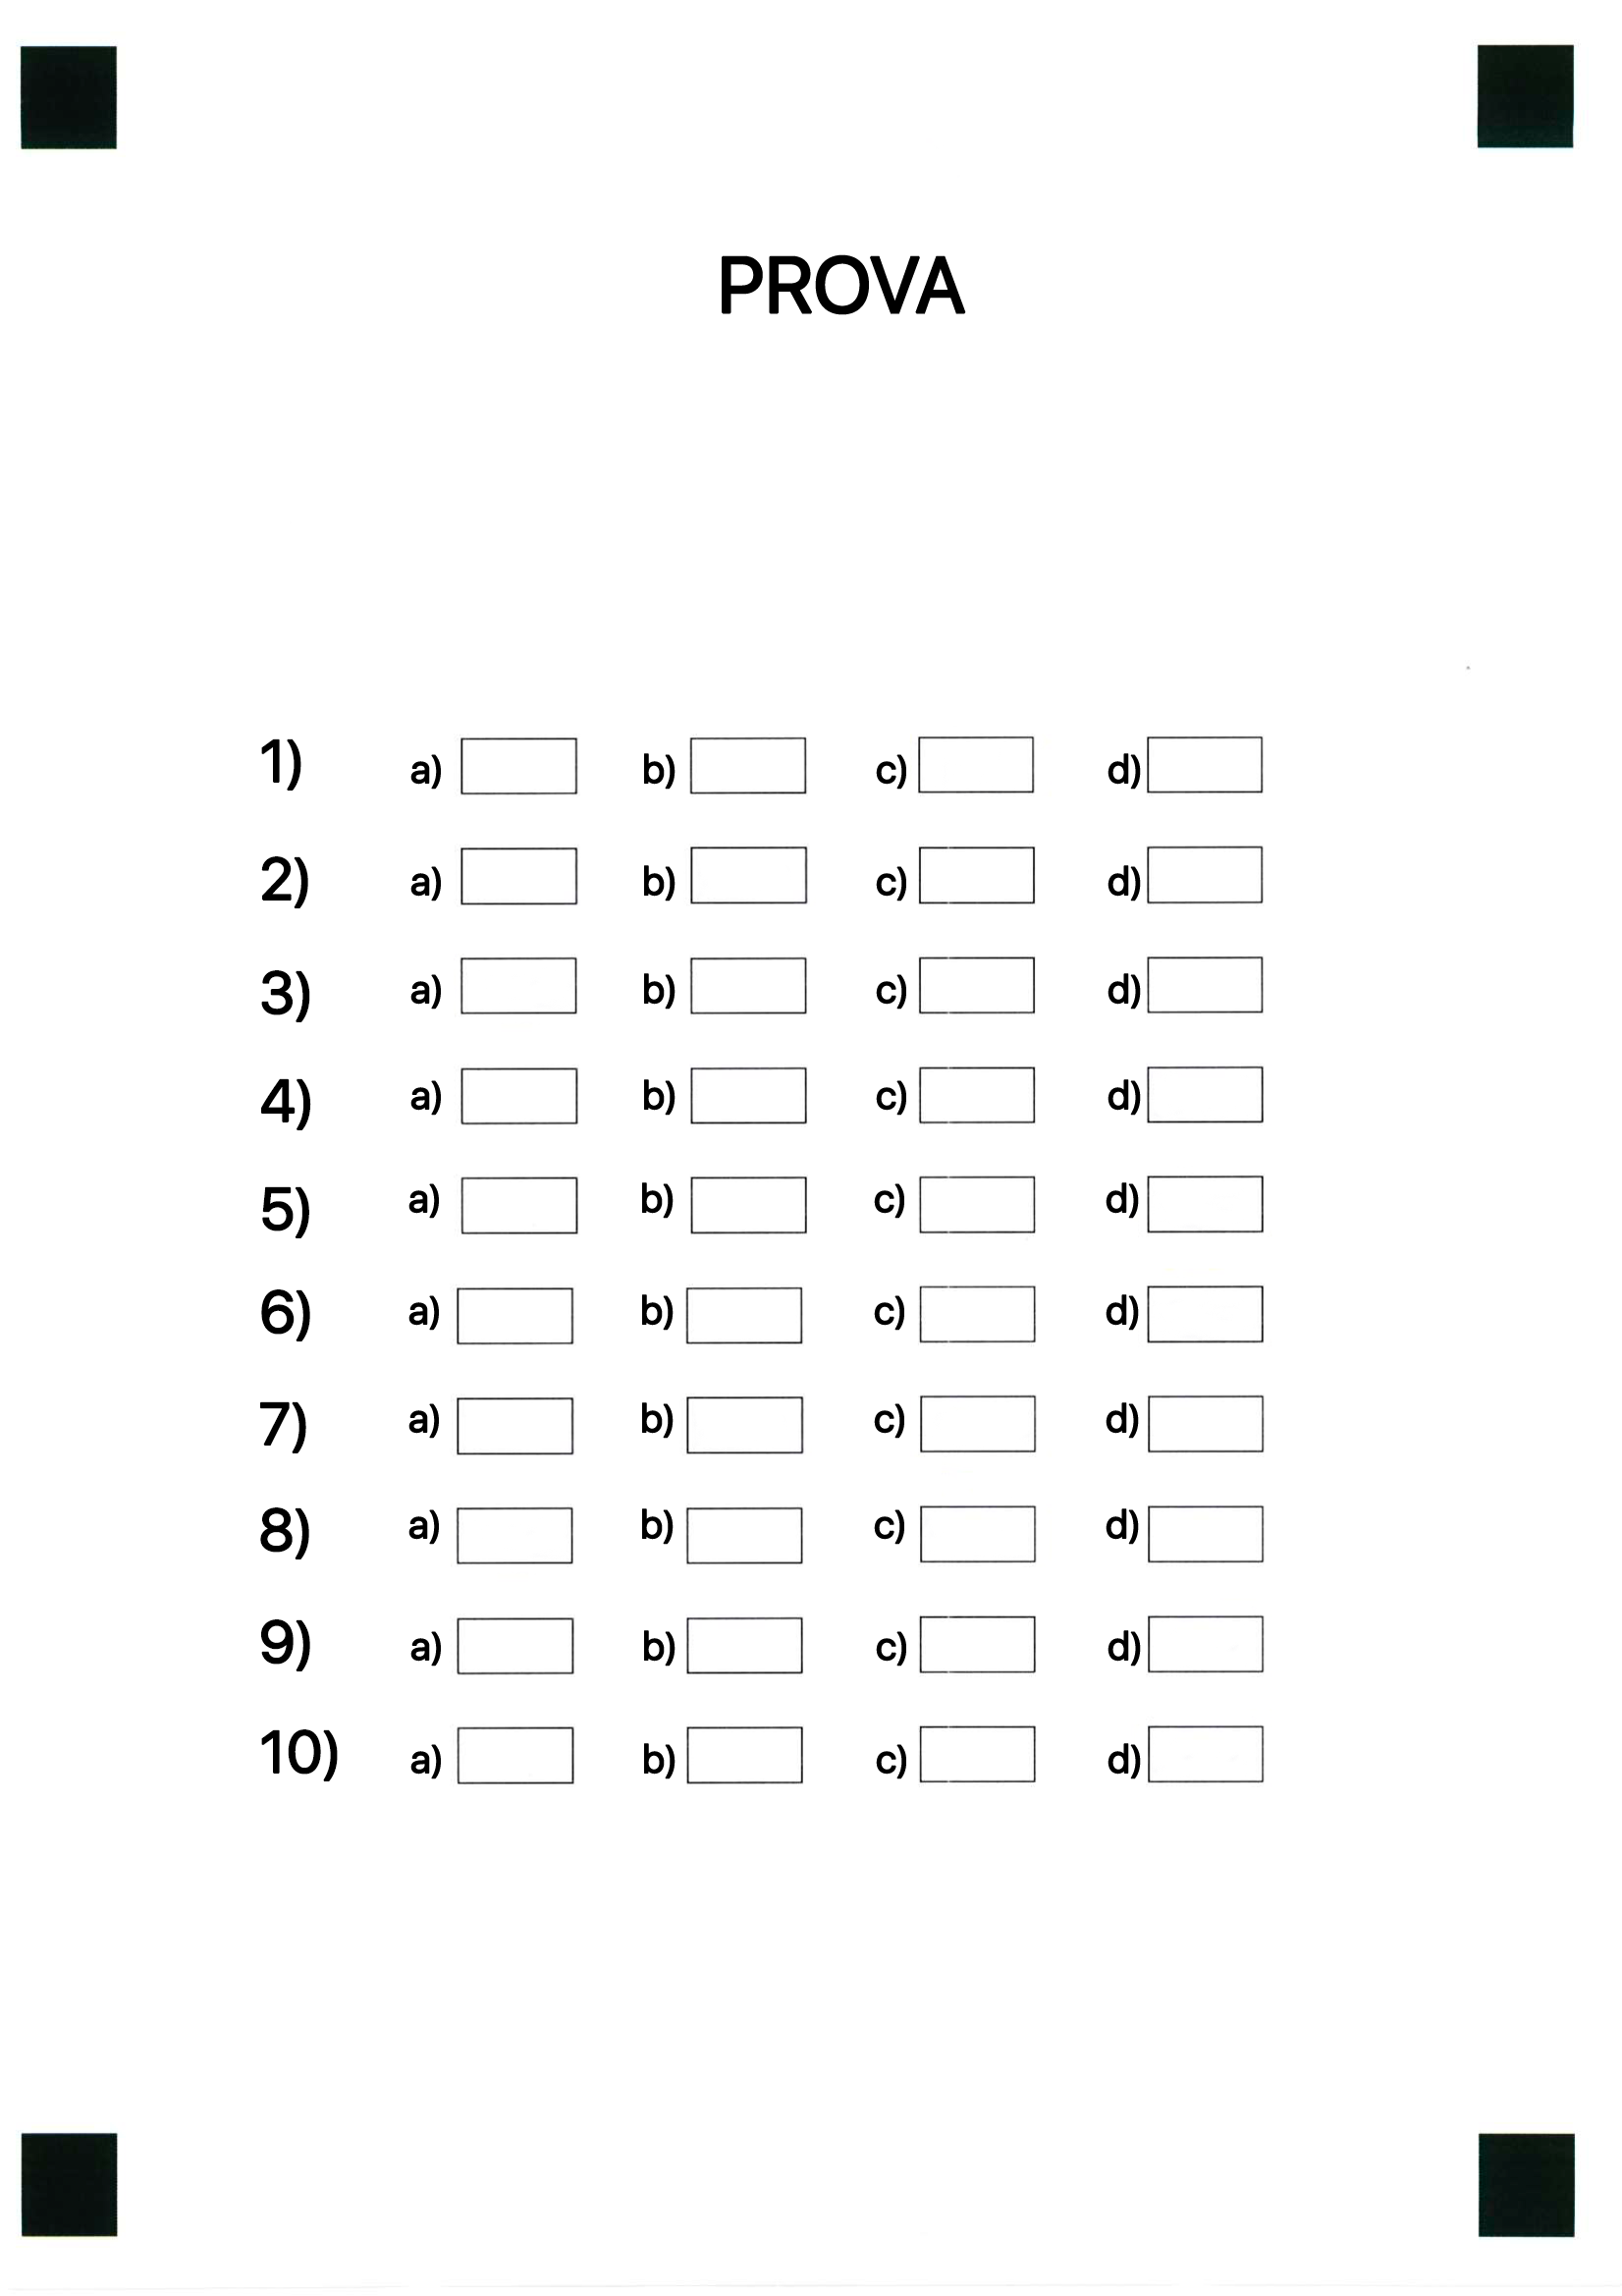 PROVA
1) a) b) c) d)
2) a) b) c) d)
3) a) b) c) d)
4) a) b) c) d)
5) a) b) c) d)
6) a) b) c) d)
7) a) b) c) d)
8) a) b) c) d)
9) a) b) c) d)
10) a) b) c) d)